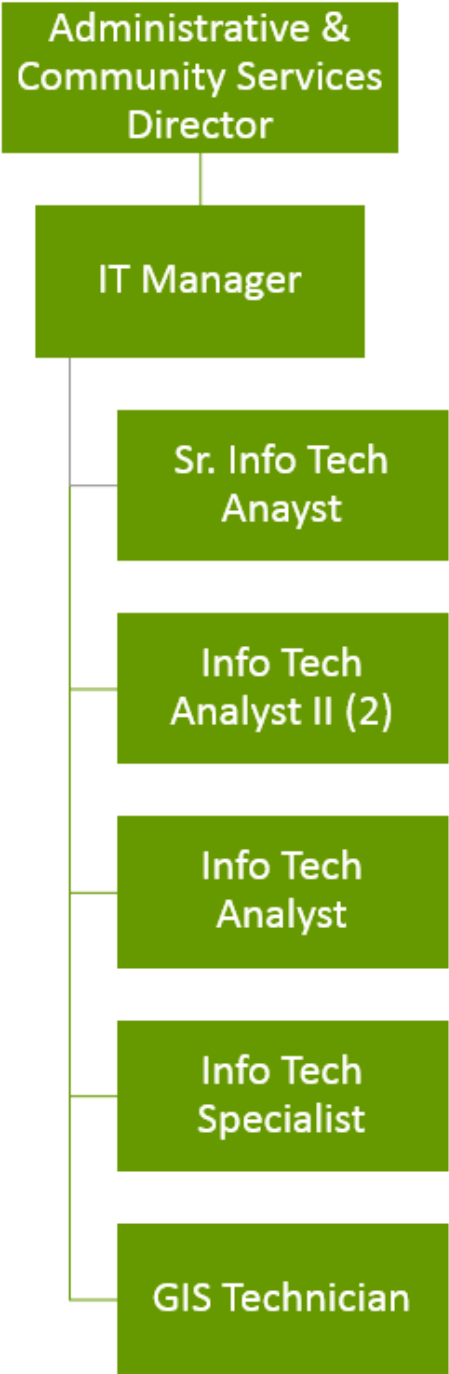 Administrative &
Community Services
Director
IT Manager
Sr. Info Tech
Anayst
Info Tech
Analyst II (2)
Info Tech
Analyst
Info Tech
Specialist
GIS Technician